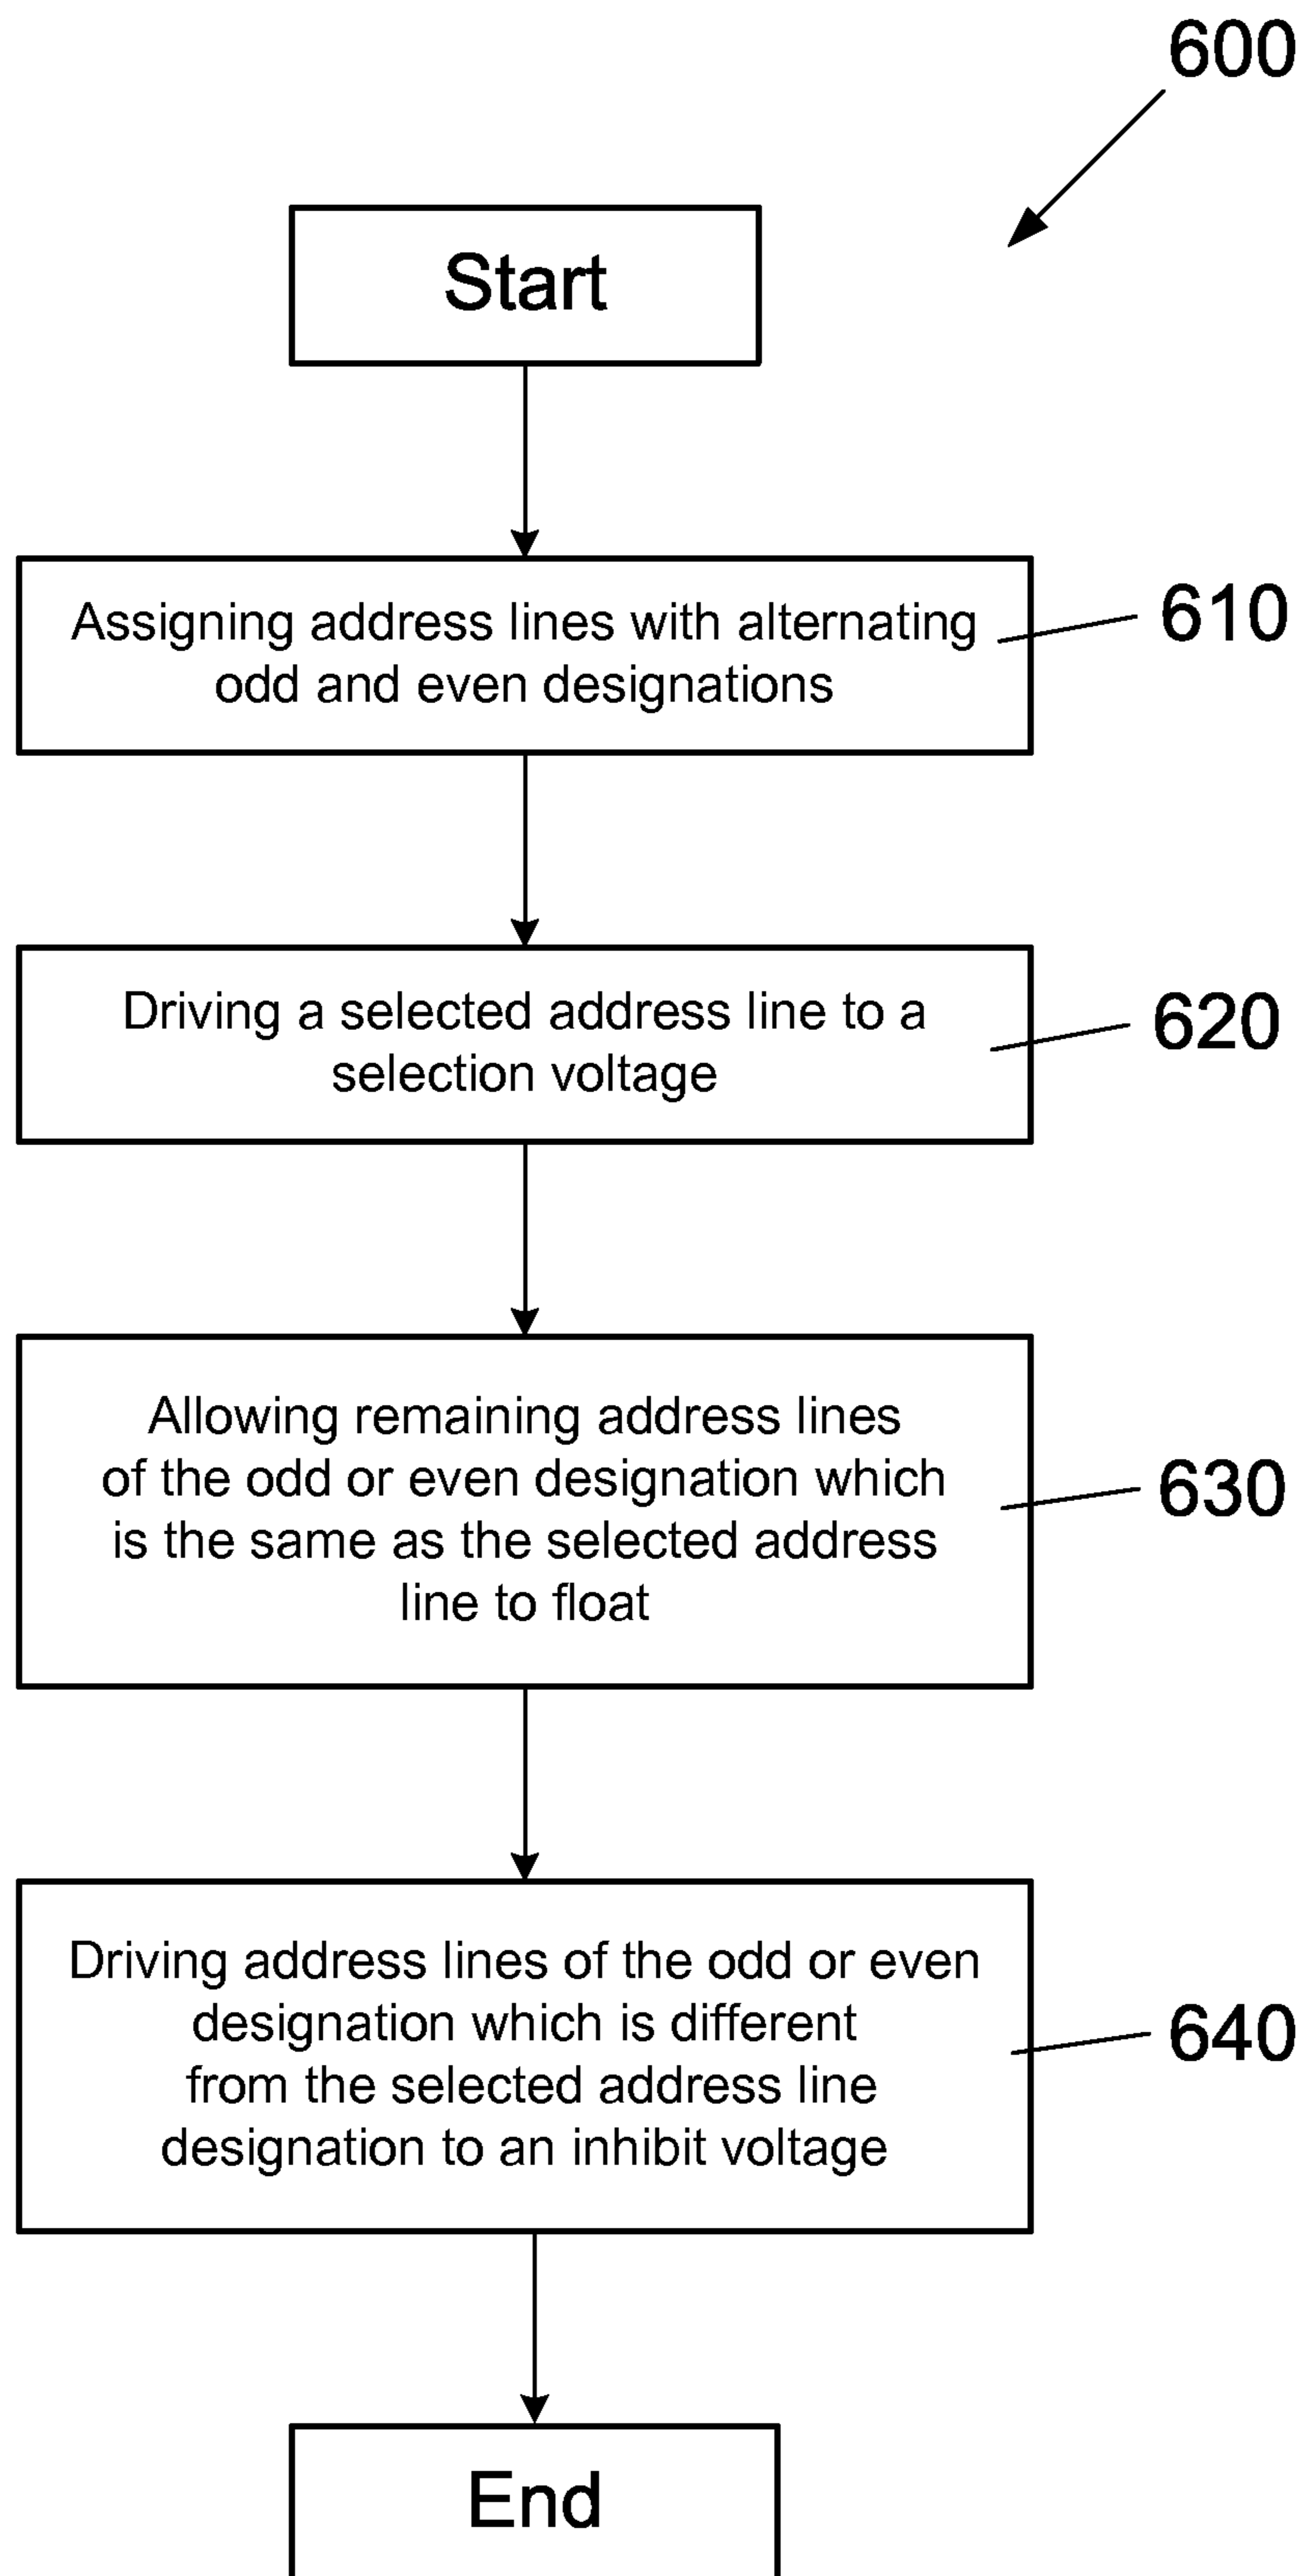 600
Start
Assigning address lines with alternating
odd and even designations
610
Driving a selected address line to a
selection voltage
620
Allowing remaining address lines
of the odd or even designation which
is the same as the selected address
line to float
630
Driving address lines of the odd or even
designation which is different
from the selected address line
designation to an inhibit voltage
640
End